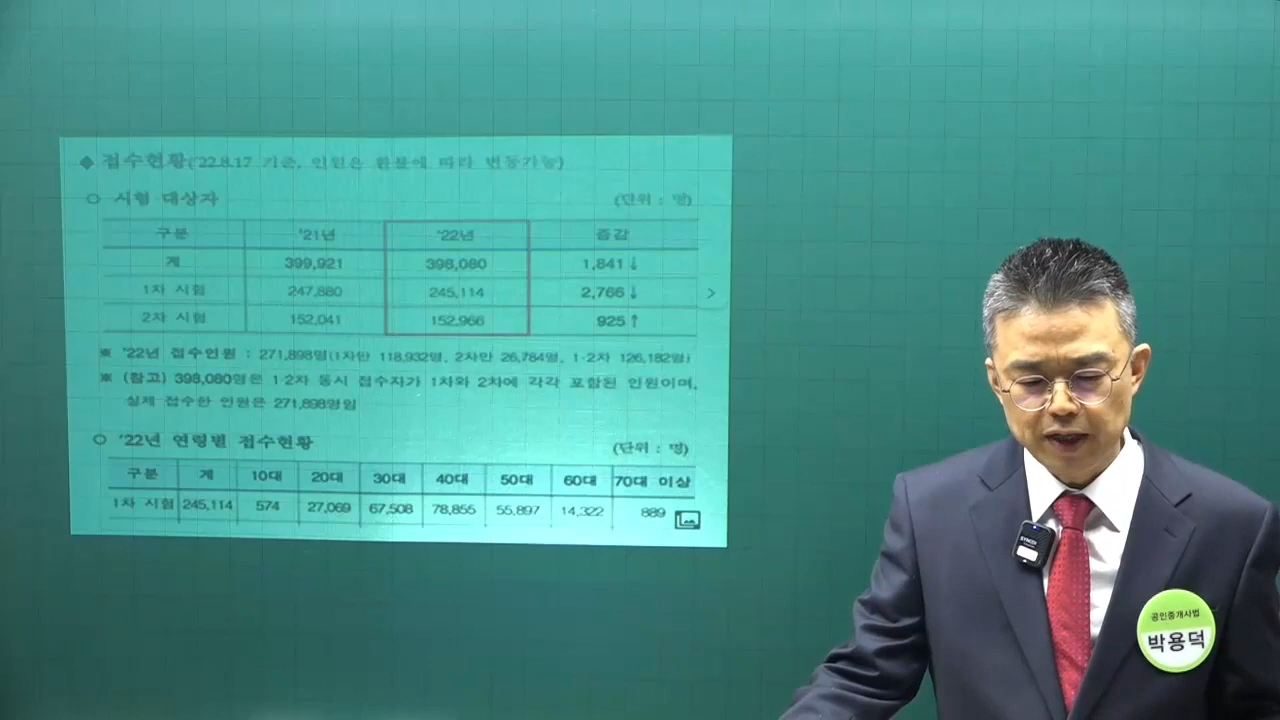 ◆ 접수현황('22.8.17 기준, 인원은 환불에 따라 변동가능)
○ 시험 대상자 (단위 : 명)
구분 '21년 '22년 증감
계 399,921 398,080 1,841↓
1차 시험 247,880 245,114 2,766↓
2차 시험 152,041 152,966 925↑
※ '22년 접수인원 : 271,898명(1차만 118,932명, 2차만 26,784명, 1·2차 126,182명)
※ (참고) 398,080명은 1·2차 동시 접수자가 1차와 2차에 각각 포함된 인원이며,
실제 접수한 인원은 271,898명임
○ '22년 연령별 접수현황 (단위 : 명)
구분 계 10대 20대 30대 40대 50대 60대 70대 이상
1차 시험 245,114 574 27,069 67,508 78,855 55,897 14,322 889
공인중개사법
박용덕